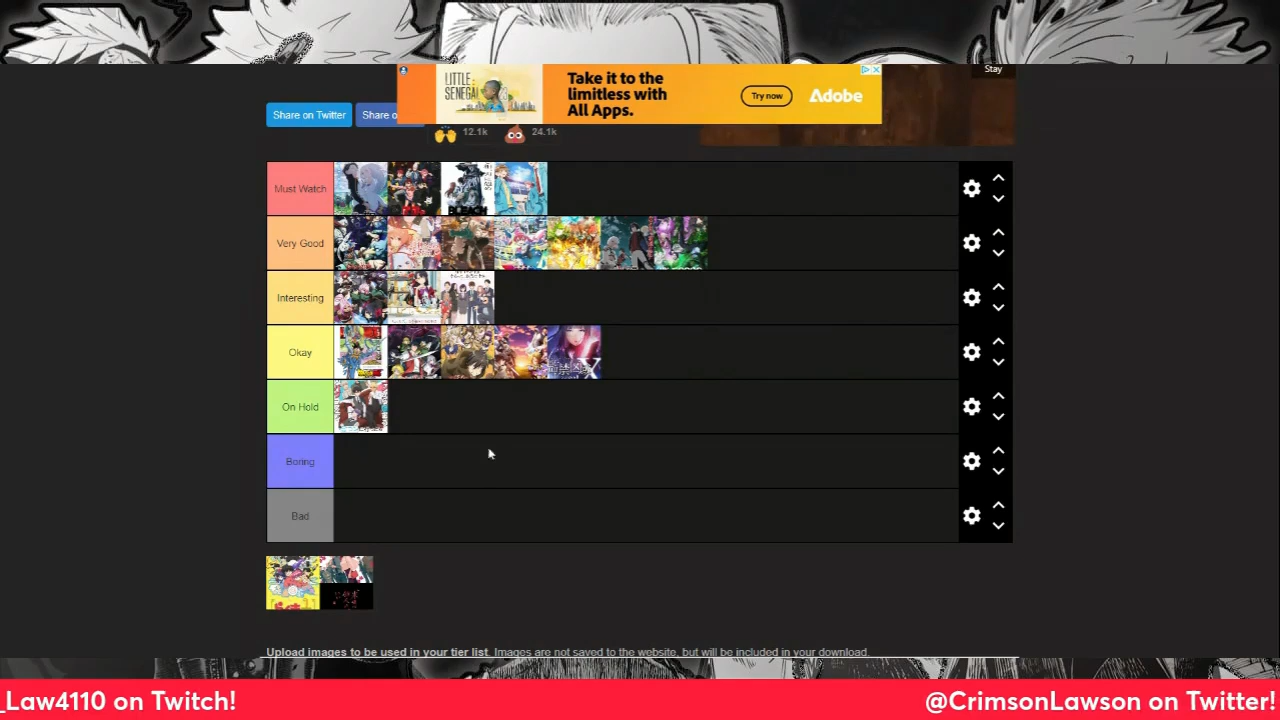 Stay
LITTLE
SENEGAL
Take it to the
limitless with
All Apps.
Try now
Adobe
Share on Twitter
Share o
12.1k
24.1k
Must Watch
BLEACH
Very Good
Interesting
Okay
On Hold
Boring
Bad
Upload images to be used in your tier list. Images are not saved to the website, but will be included in your download.
_Law4110 on Twitch!
@CrimsonLawson on Twitter!